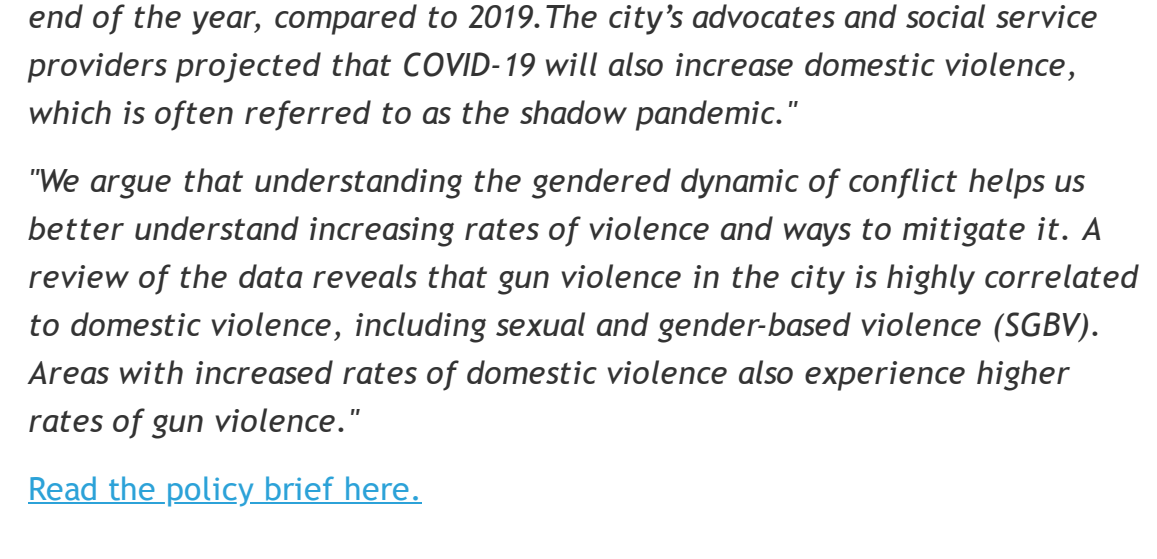 end of the year, compared to 2019.The city’s advocates and social service
providers projected that COVID-19 will also increase domestic violence,
which is often referred to as the shadow pandemic."
"We argue that understanding the gendered dynamic of conflict helps us
better understand increasing rates of violence and ways to mitigate it. A
review of the data reveals that gun violence in the city is highly correlated
to domestic violence, including sexual and gender-based violence (SGBV).
Areas with increased rates of domestic violence also experience higher
rates of gun violence."
Read the policy brief here.